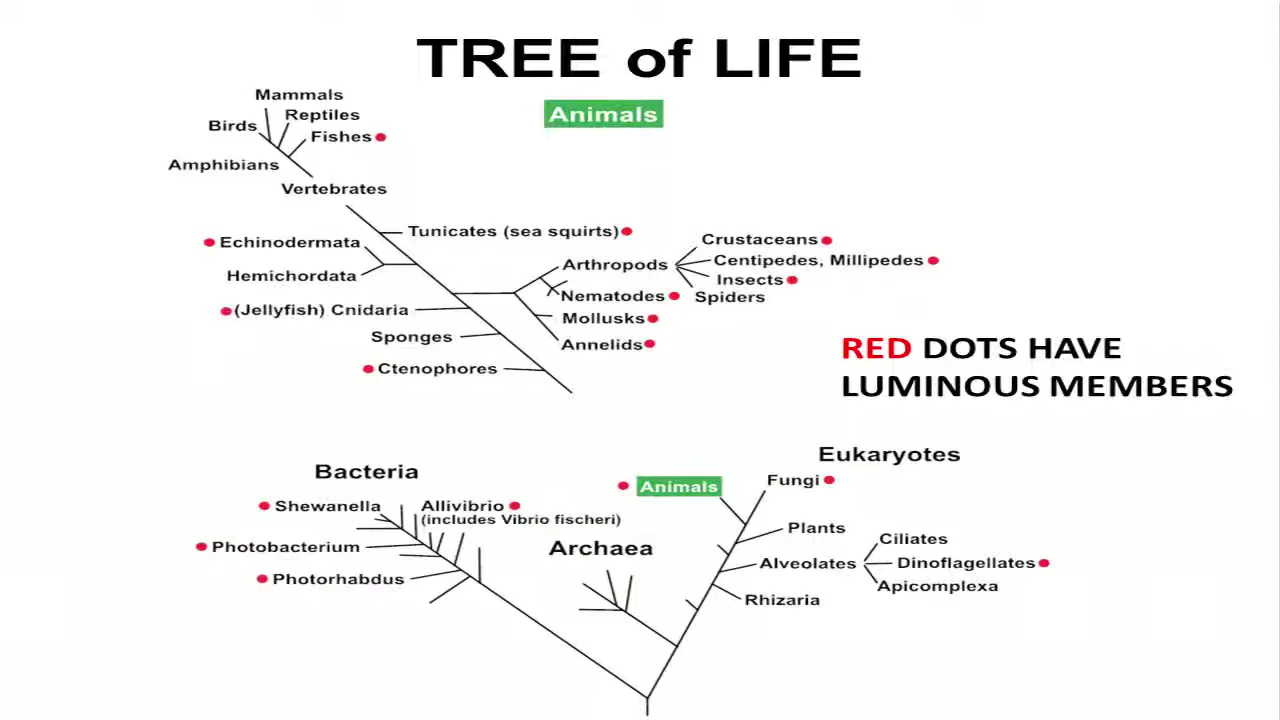 TREE of LIFE
Animals
Mammals
Reptiles
Birds
Fishes
Amphibians
Vertebrates
Tunicates (sea squirts)
Echinodermata
Hemichordata
Crustaceans
Arthropods
Centipedes, Millipedes
Insects
Nematodes
Spiders
(Jellyfish) Cnidaria
Mollusks
Sponges
Annelids
Ctenophores
RED DOTS HAVE
LUMINOUS MEMBERS
Bacteria
Shewanella
Allivibrio
(includes Vibrio fischeri)
Photobacterium
Photorhabdus
Archaea
Eukaryotes
Animals
Fungi
Plants
Ciliates
Alveolates
Dinoflagellates
Apicomplexa
Rhizaria